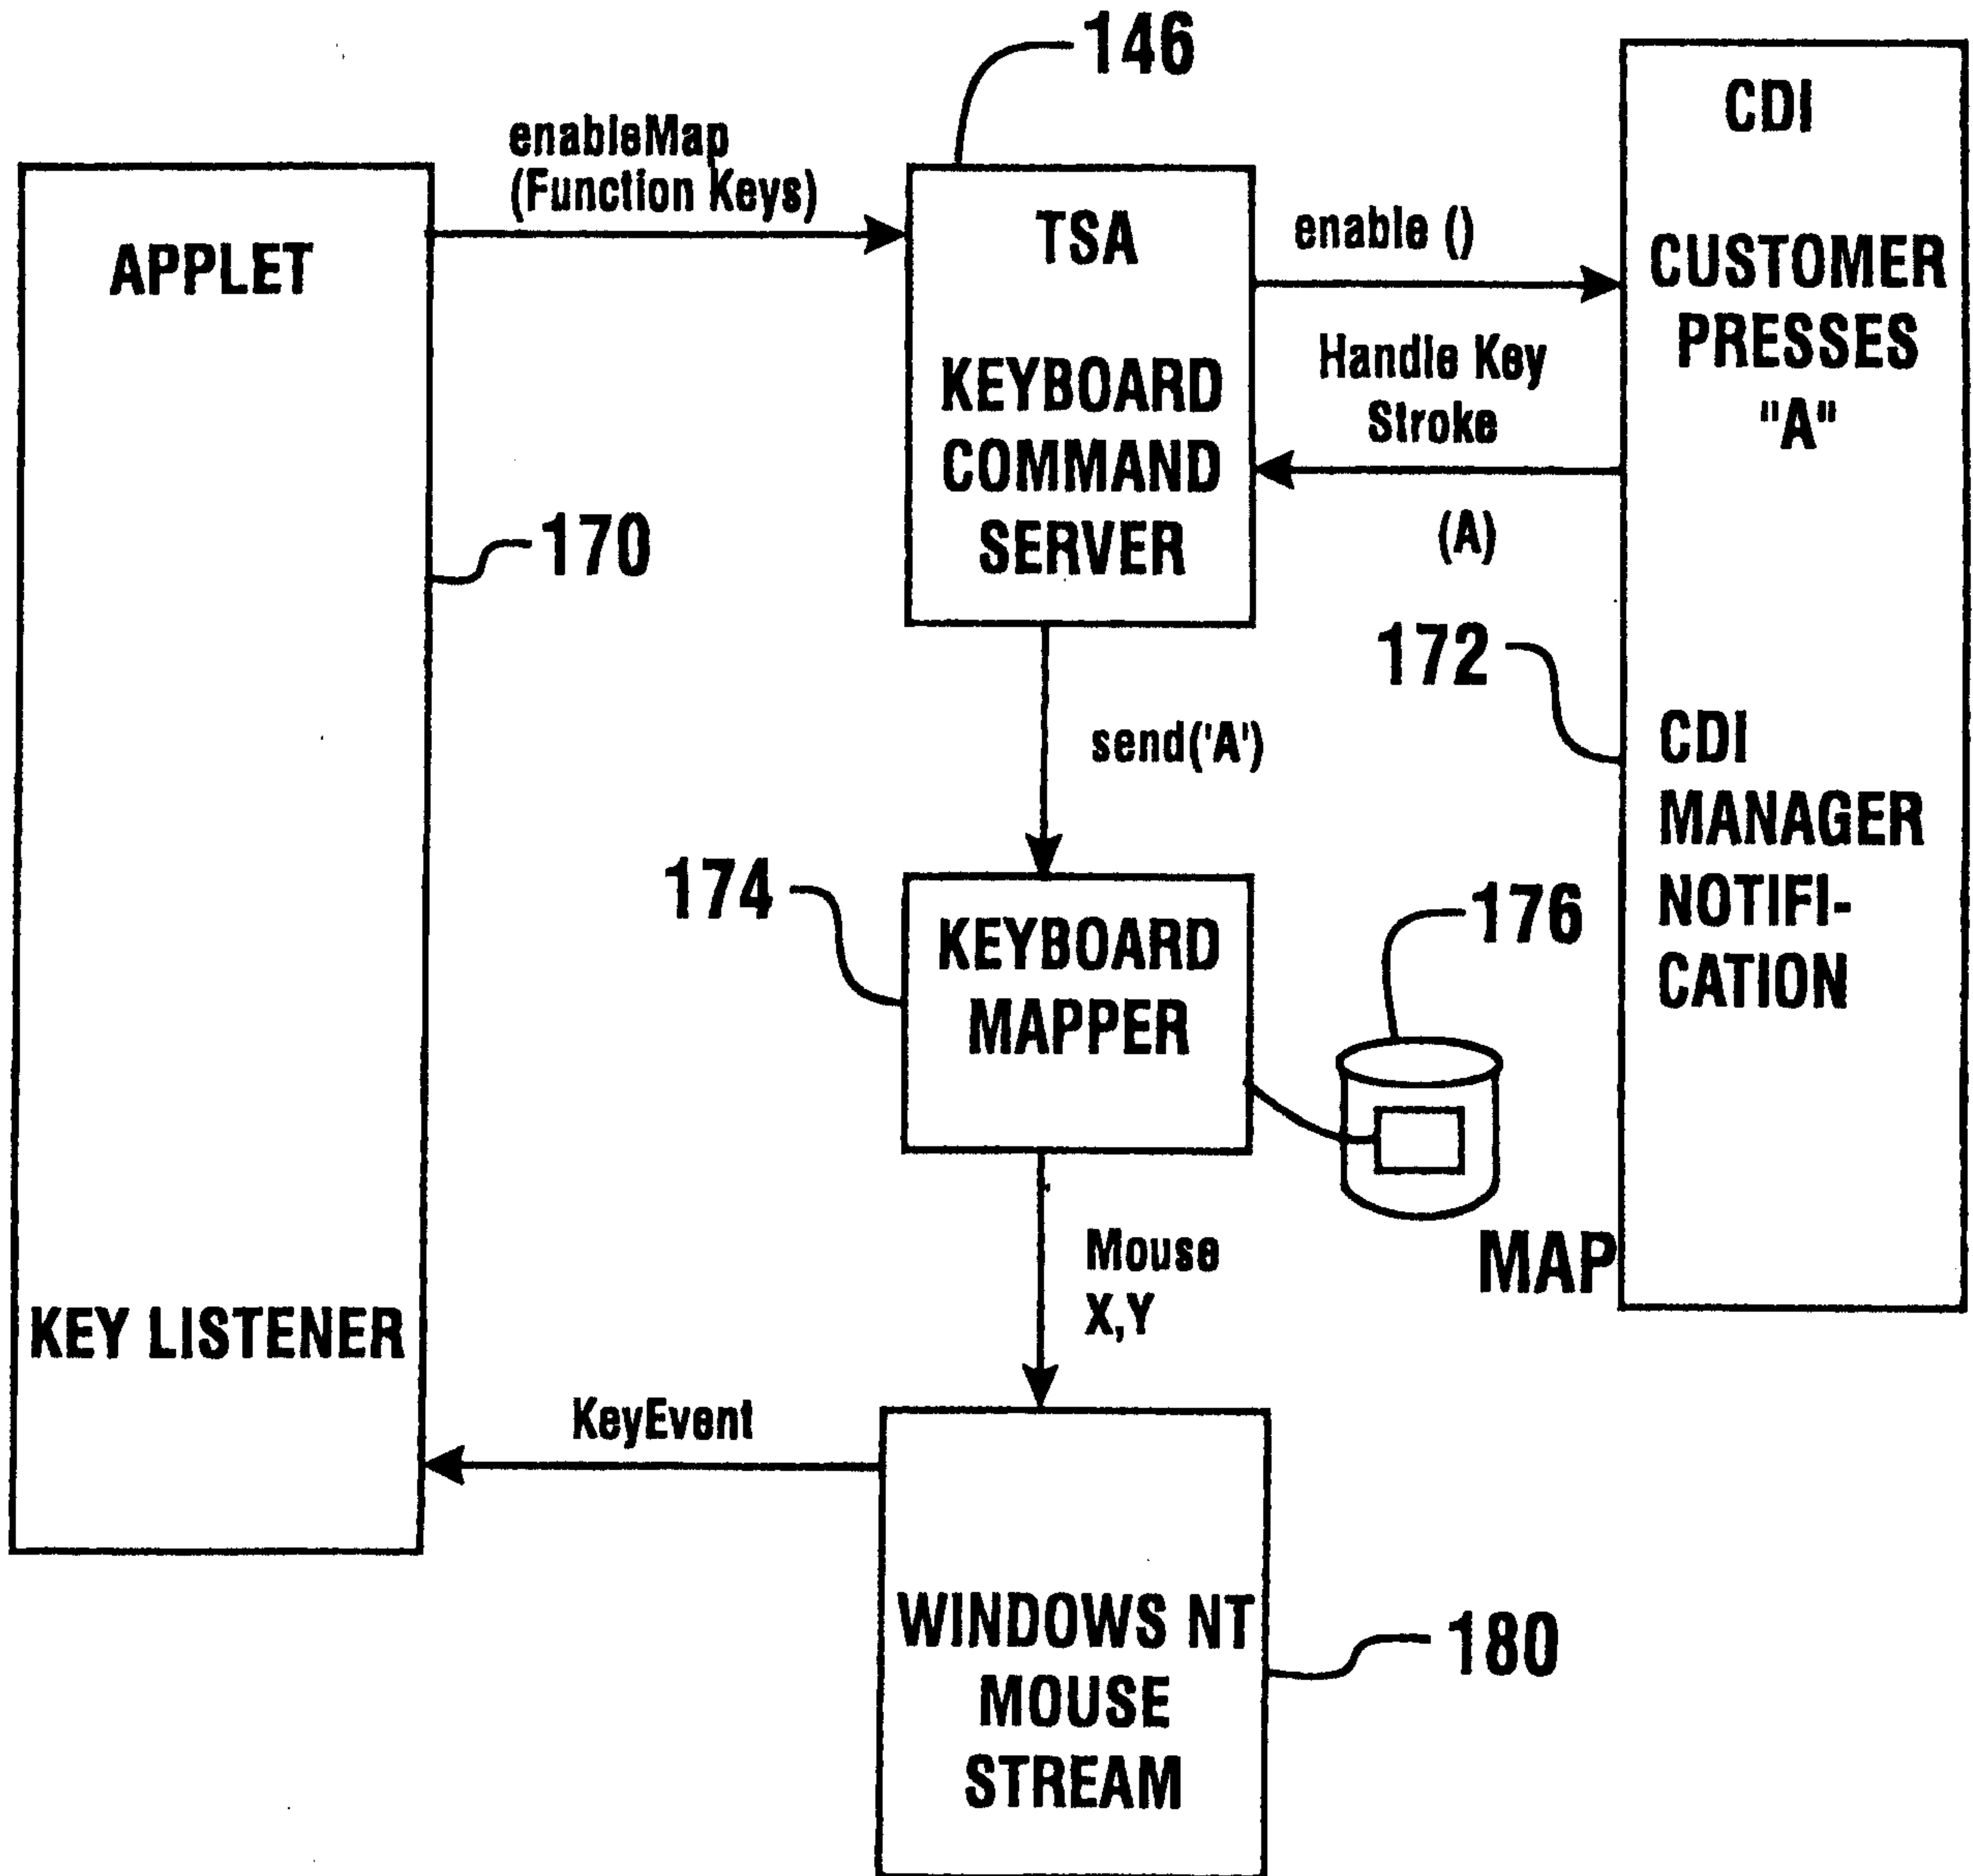 146
CDI
enableMap
(Function Keys)
APPLET
TSA
enable ()
CUSTOMER
PRESSES
"A"
KEYBOARD
COMMAND
SERVER
Handle Key
Stroke
(A)
170
172
send('A')
CDI
MANAGER
NOTIFI-
CATION
174
KEYBOARD
MAPPER
176
Mouse
X,Y
MAP
KEY LISTENER
KeyEvent
WINDOWS NT
MOUSE
STREAM
180